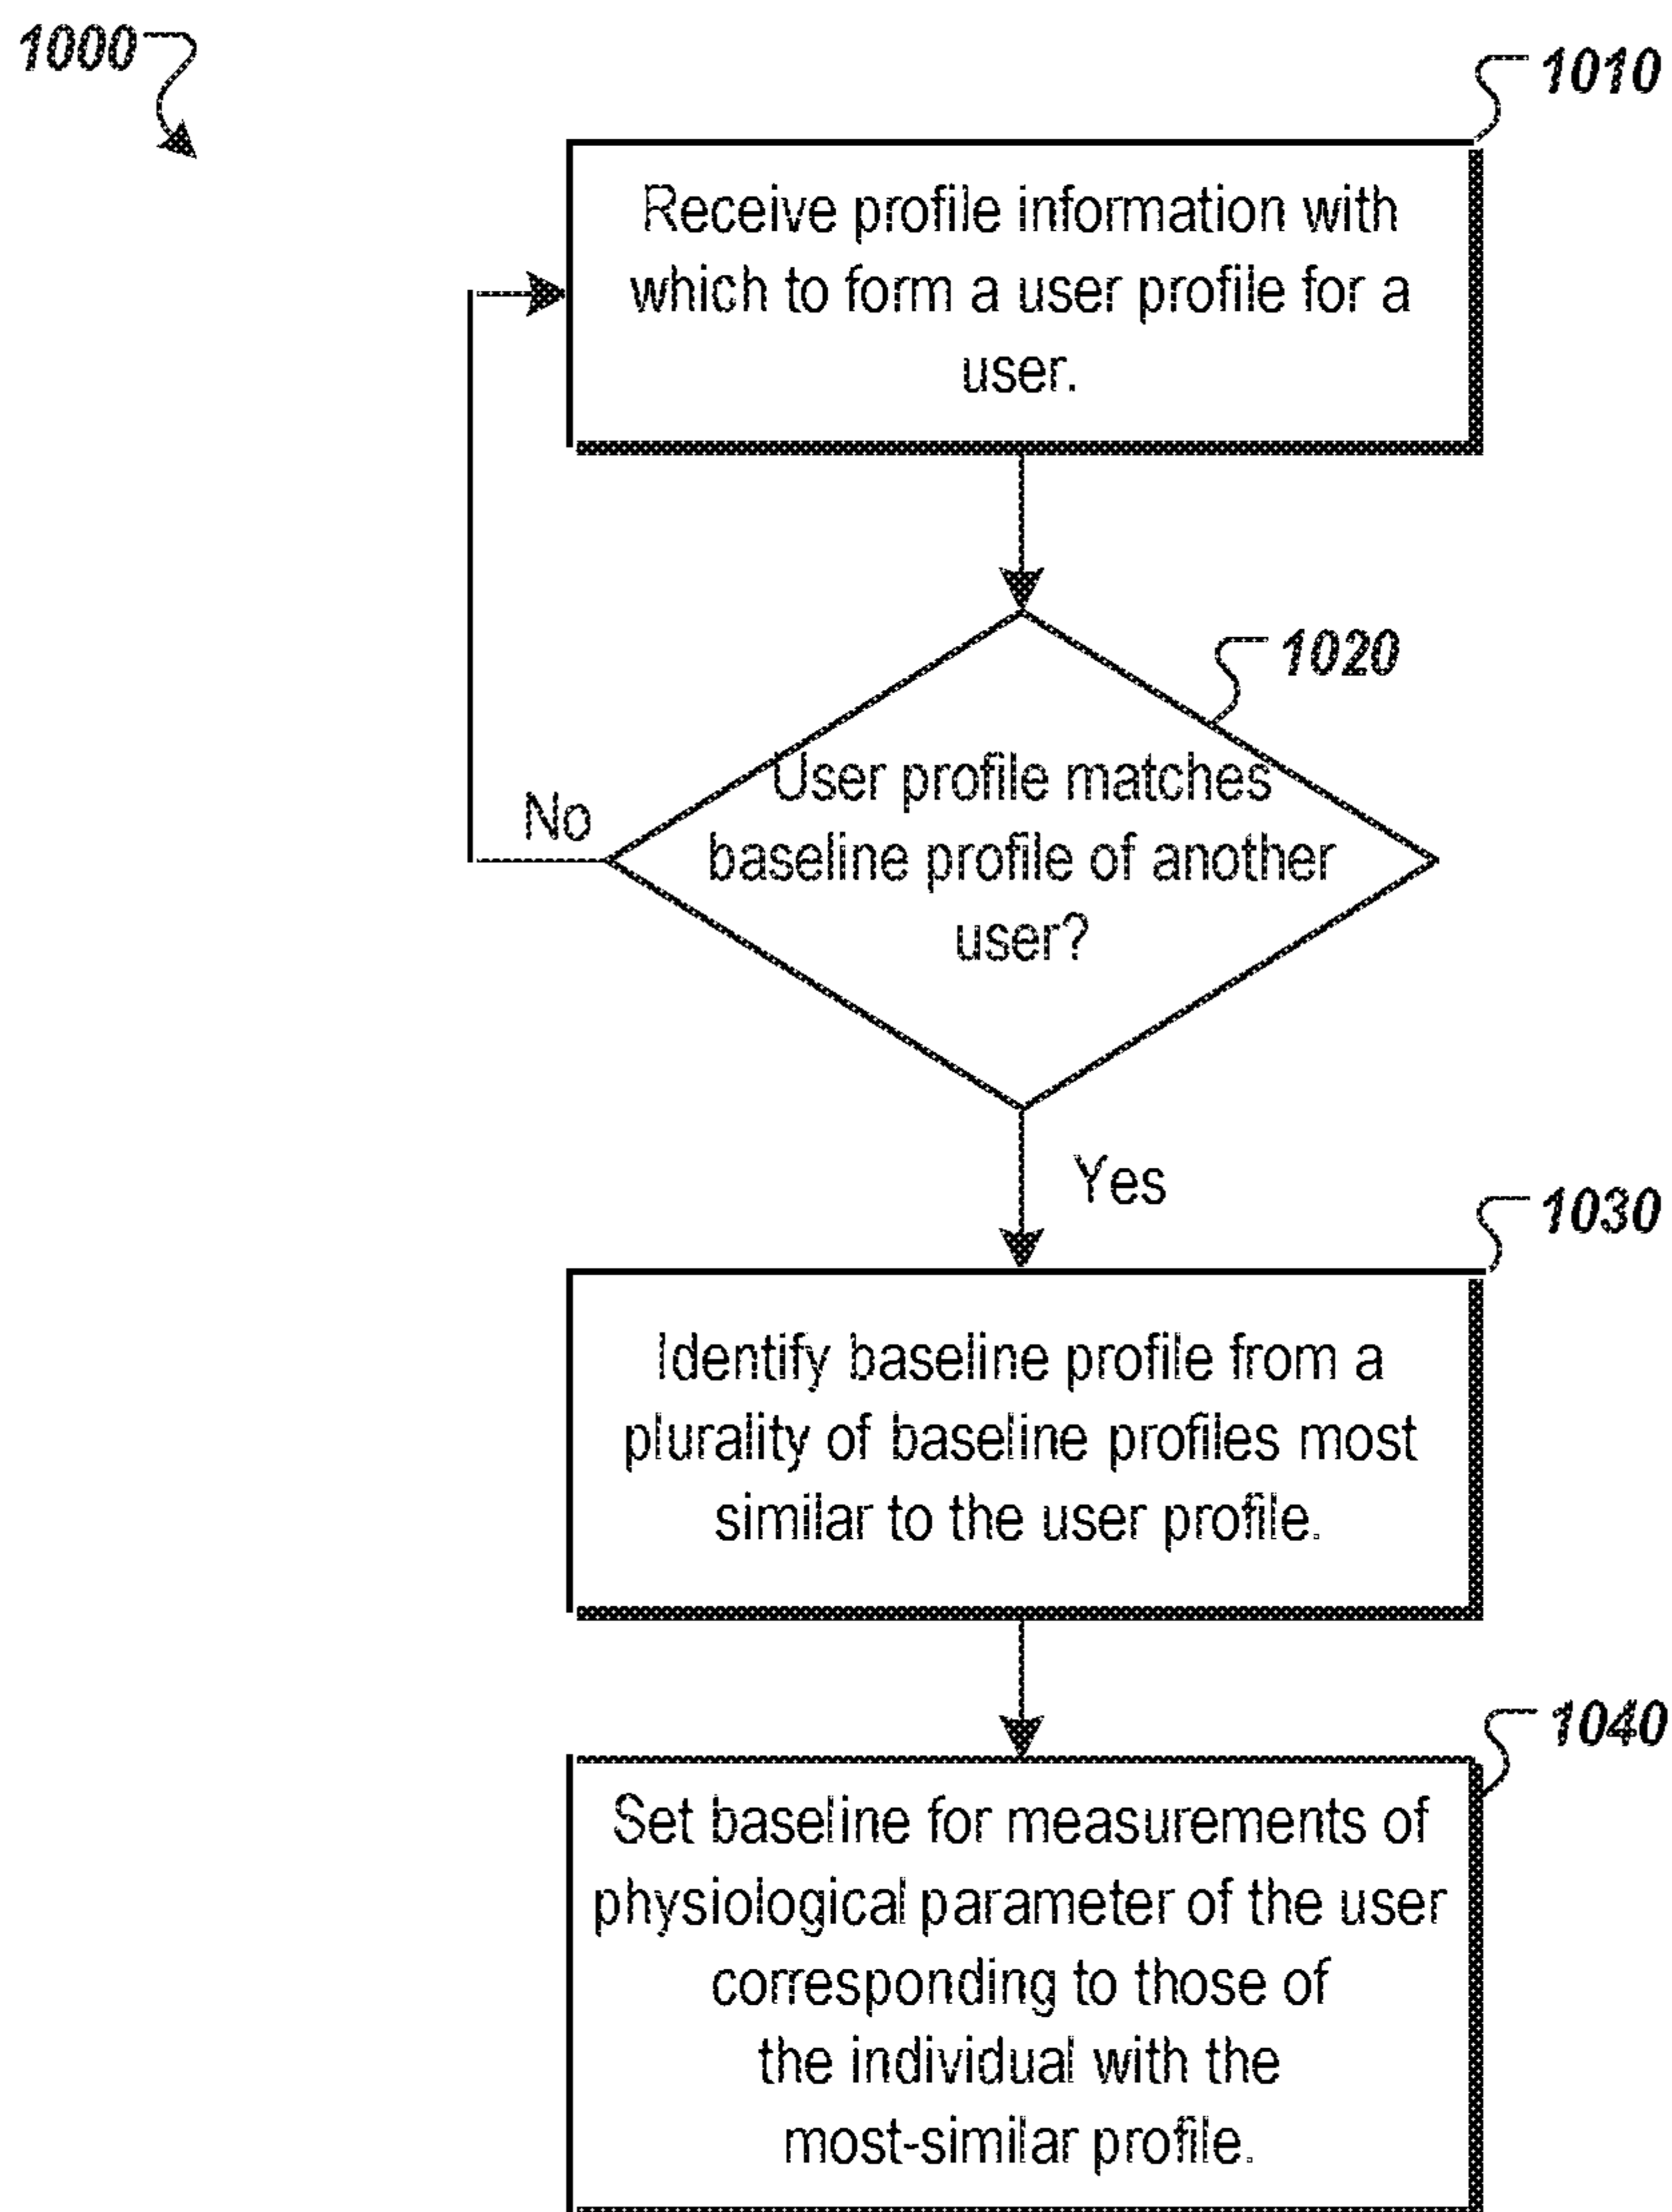 1000
1010
Receive profile information with
which to form a user profile for a
user.
1020
User profile matches
baseline profile of another
user?
No
Yes
1030
Identify baseline profile from a
plurality of baseline profiles most
similar to the user profile.
1040
Set baseline for measurements of
physiological parameter of the user
corresponding to those of
the individual with the
most-similar profile.